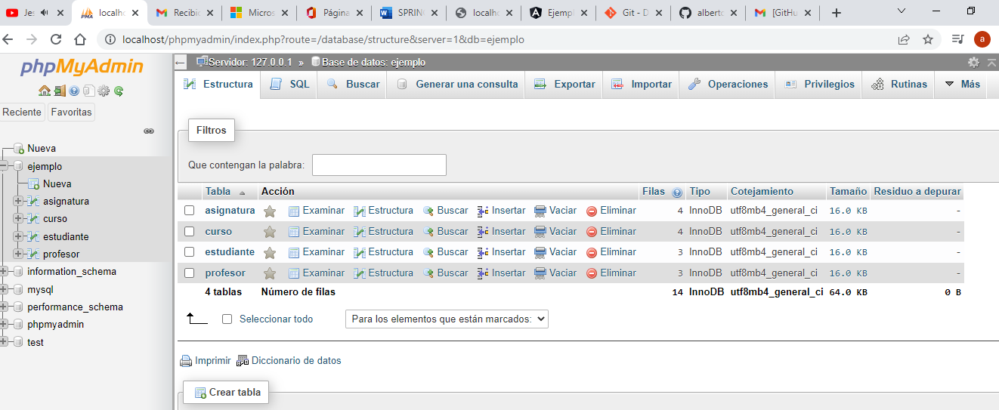 Jes
localho
Recibid
Micros
Página
SPRING
localho
Ejempl
Git - D
alberto
[GitHu
localhost/phpmyadmin/index.php?route=/database/structure&server=1&db=ejemplo
a
phpMyAdmin
Reciente Favoritas
Nueva
ejemplo
Nueva
asignatura
curso
estudiante
profesor
information_schema
mysql
performance_schema
phpmyadmin
test
Servidor: 127.0.0.1 » Base de datos: ejemplo
Estructura SQL Buscar Generar una consulta Exportar Importar Operaciones Privilegios Rutinas Más
Filtros
Que contengan la palabra:
Tabla Acción Filas Tipo Cotejamiento Tamaño Residuo a depurar
asignatura Examinar Estructura Buscar Insertar Vaciar Eliminar 4 InnoDB utf8mb4_general_ci 16.0 KB -
curso Examinar Estructura Buscar Insertar Vaciar Eliminar 4 InnoDB utf8mb4_general_ci 16.0 KB -
estudiante Examinar Estructura Buscar Insertar Vaciar Eliminar 3 InnoDB utf8mb4_general_ci 16.0 KB -
profesor Examinar Estructura Buscar Insertar Vaciar Eliminar 3 InnoDB utf8mb4_general_ci 16.0 KB -
4 tablas Número de filas 14 InnoDB utf8mb4_general_ci 64.0 KB 0 B
Seleccionar todo Para los elementos que están marcados:
Imprimir Diccionario de datos
Crear tabla